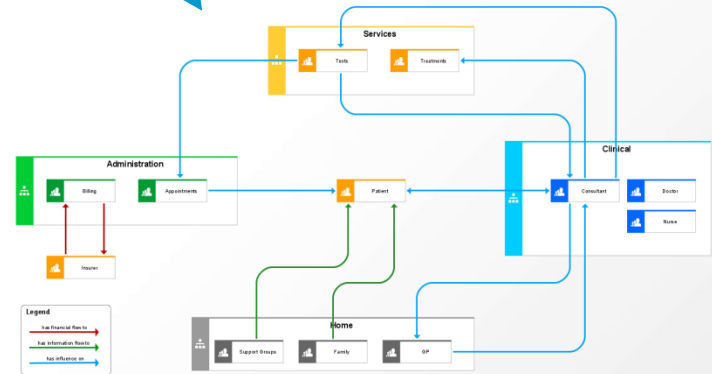 Services
Tests
Treatments
Clinical
Administration
Billing
Appointments
Patient
Consultant
Doctor
Nurse
Insurer
Legend
has financial flow to
has information flow to
has influence on
Home
Support Groups
Family
GP